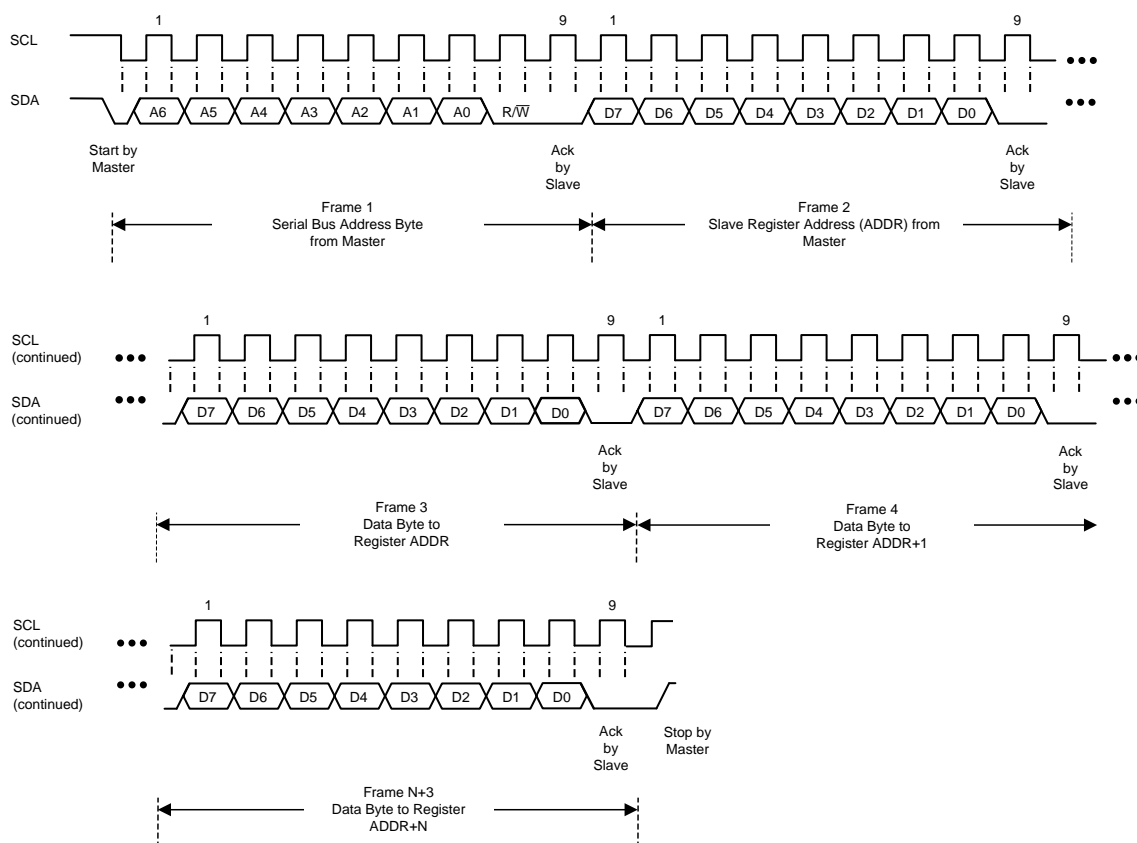 1 9 1 9
SCL
SDA A6 A5 A4 A3 A2 A1 A0 R/W̅ D7 D6 D5 D4 D3 D2 D1 D0
Start by
Master
Ack
by
Slave
Ack
by
Slave
Frame 1
Serial Bus Address Byte
from Master
Frame 2
Slave Register Address (ADDR) from
Master
1 9 1 9
SCL
(continued)
SDA
(continued)
D7 D6 D5 D4 D3 D2 D1 D0 D7 D6 D5 D4 D3 D2 D1 D0
Ack
by
Slave
Ack
by
Slave
Frame 3
Data Byte to
Register ADDR
Frame 4
Data Byte to
Register ADDR+1
1 9
SCL
(continued)
SDA
(continued)
D7 D6 D5 D4 D3 D2 D1 D0
Ack
by
Slave
Stop by
Master
Frame N+3
Data Byte to Register
ADDR+N